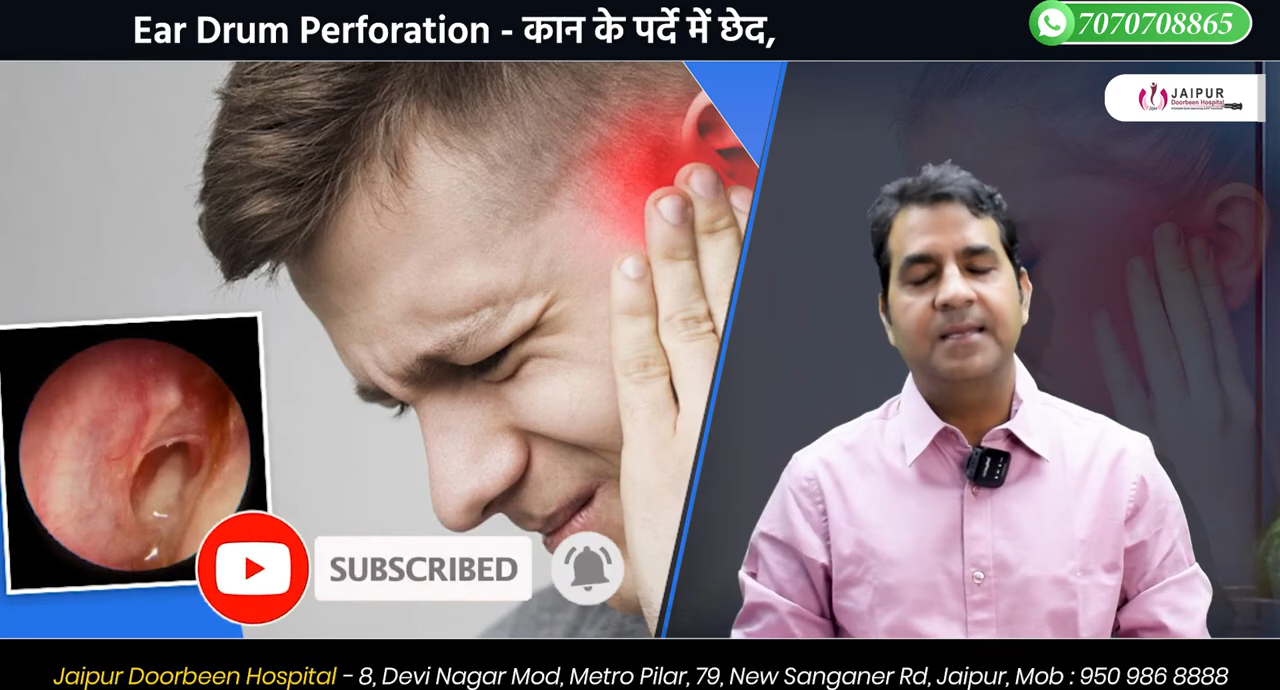 Ear Drum Perforation - कान के पर्दे में छेद,
7070708865
JAIPUR
Doorbeen Hospital
SUBSCRIBED
Jaipur Doorbeen Hospital - 8, Devi Nagar Mod, Metro Pilar, 79, New Sanganer Rd, Jaipur, Mob : 950 986 8888